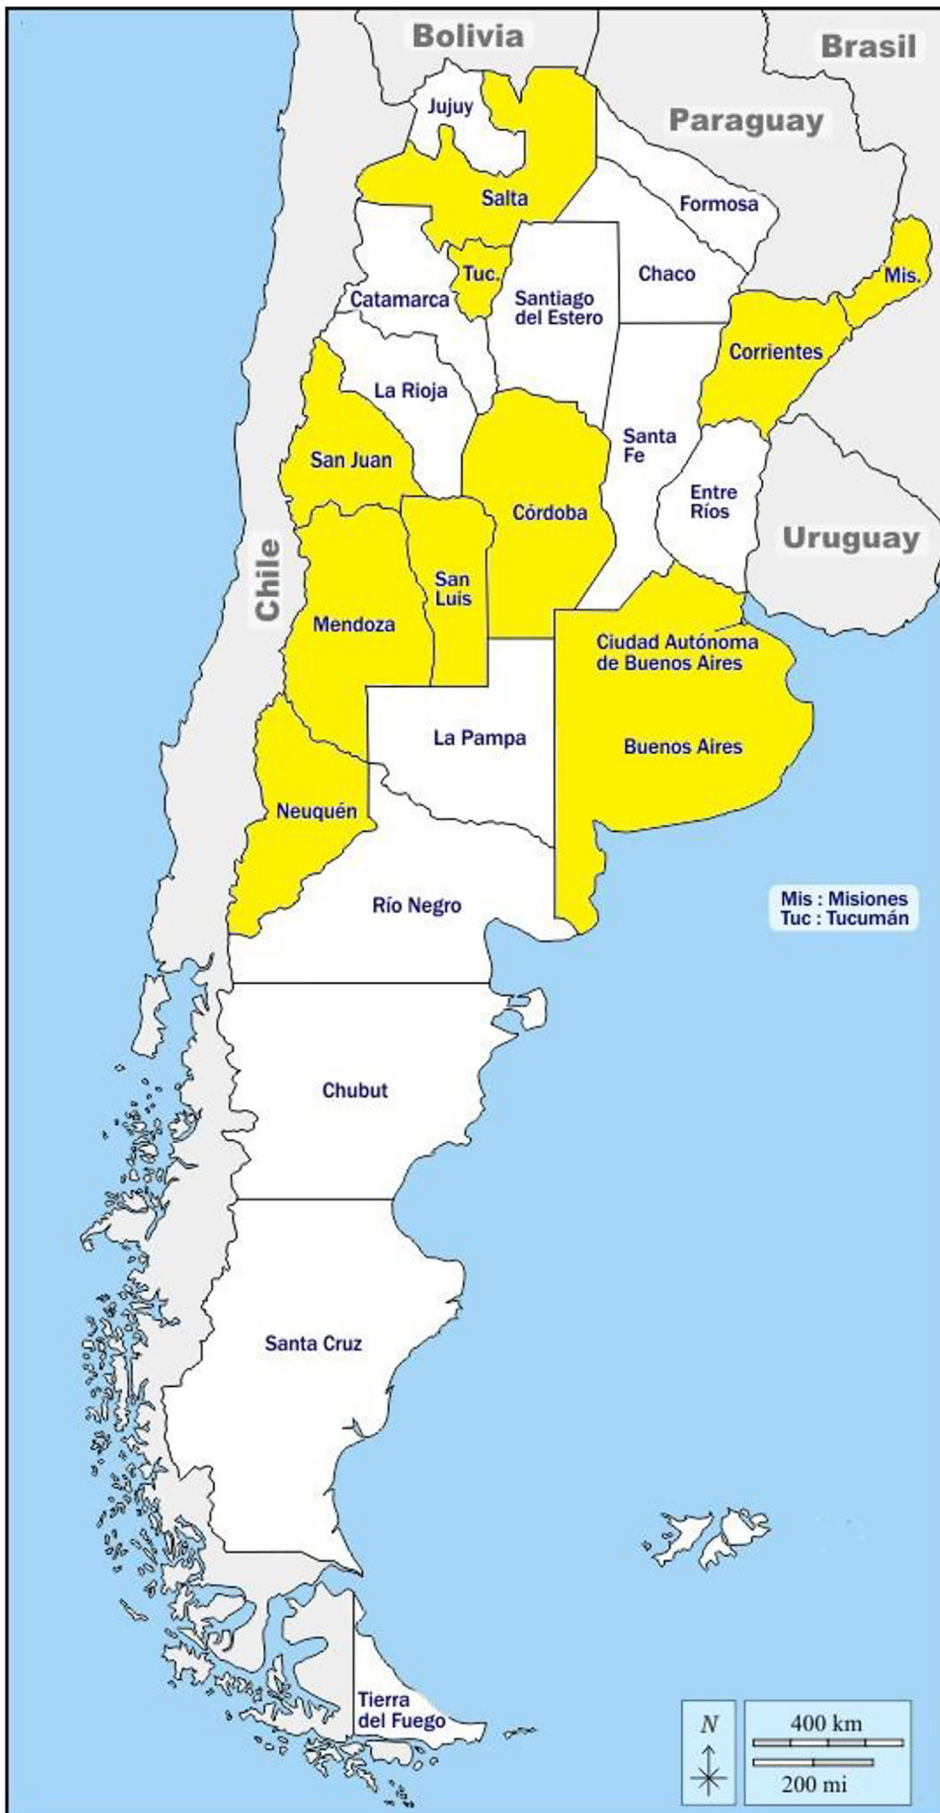 Bolivia
Brasil
Jujuy
Paraguay
Salta
Formosa
Tuc.
Chaco
Mis.
Catamarca
Santiago
del Estero
Corrientes
La Rioja
Santa
Fe
San Juan
Entre
Ríos
Córdoba
Uruguay
Chile
San
Luis
Mendoza
Ciudad Autónoma
de Buenos Aires
La Pampa
Buenos Aires
Neuquén
Río Negro
Mis : Misiones
Tuc : Tucumán
Chubut
Santa Cruz
Tierra
del Fuego
N
400 km
200 mi